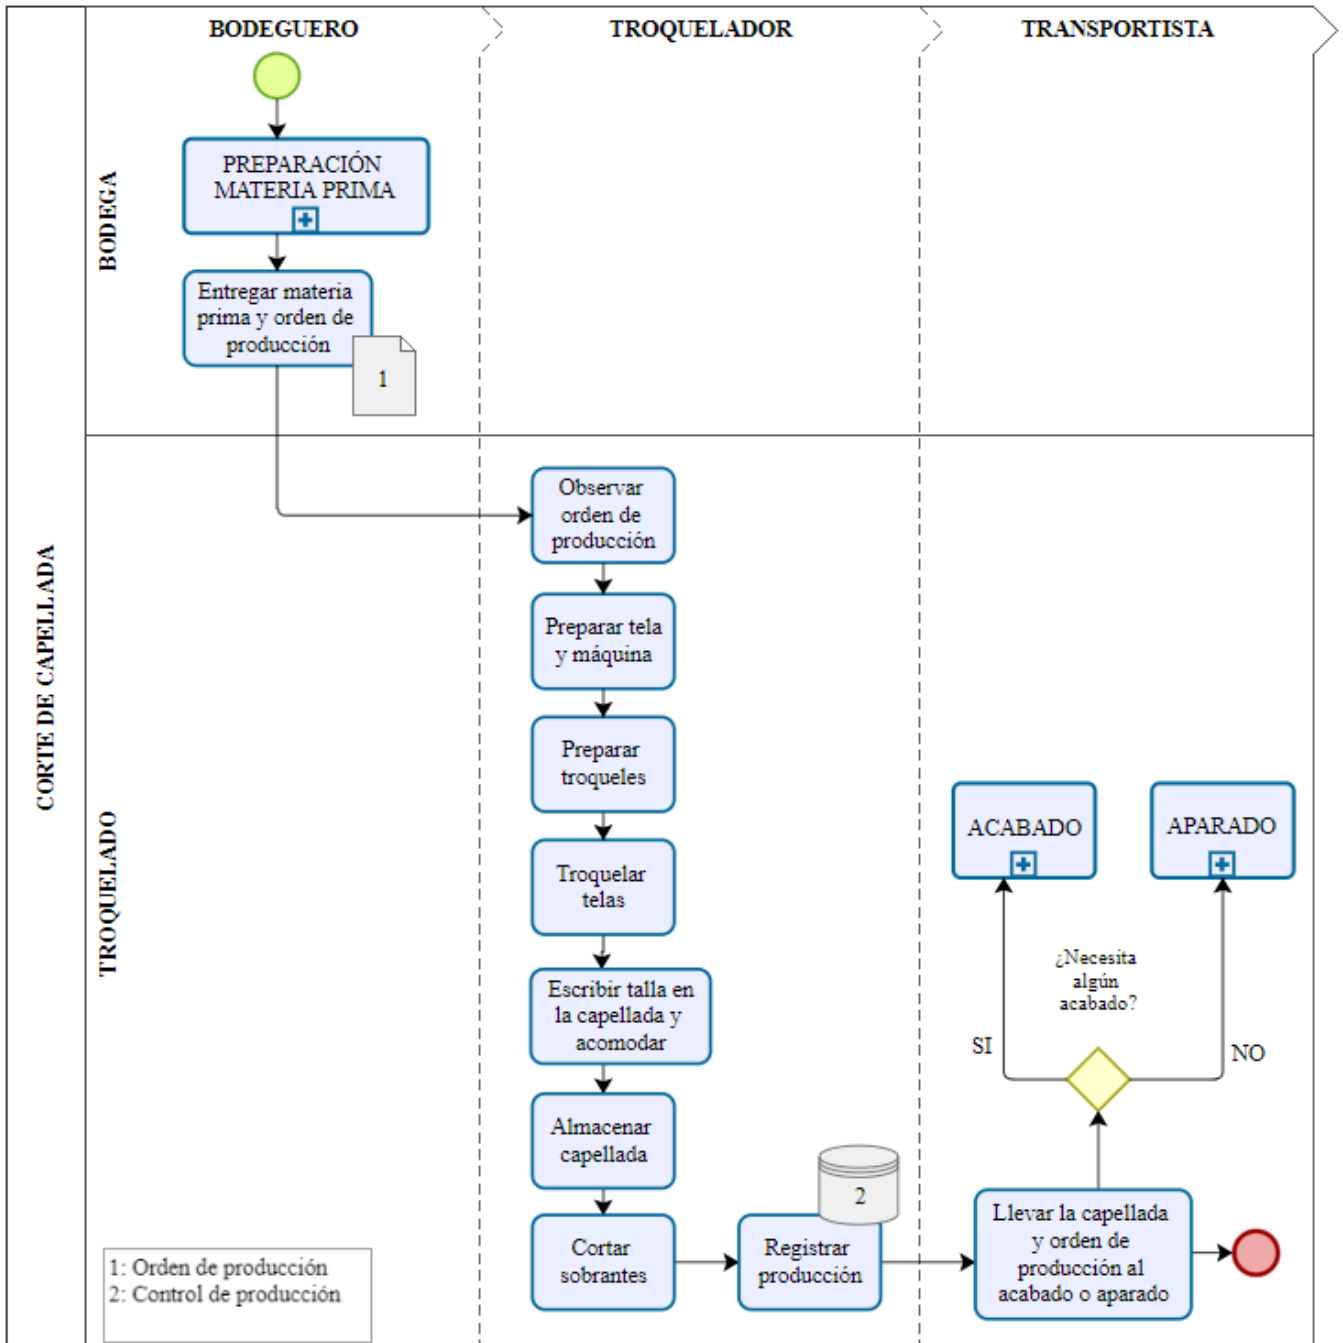 BODEGUERO
TROQUELADOR
TRANSPORTISTA
CORTE DE CAPELLADA
BODEGA
PREPARACIÓN
MATERIA PRIMA
Entregar materia
prima y orden de
producción
1
TROQUELADO
Observar
orden de
producción
Preparar tela
y máquina
Preparar
troqueles
Troquelar
telas
Escribir talla en
la capellada y
acomodar
Almacenar
capellada
Cortar
sobrantes
Registrar
producción
2
Llevar la capellada
y orden de
producción al
acabado o aparado
¿Necesita
algún
acabado?
SI
NO
ACABADO
APARADO
1: Orden de producción
2: Control de producción